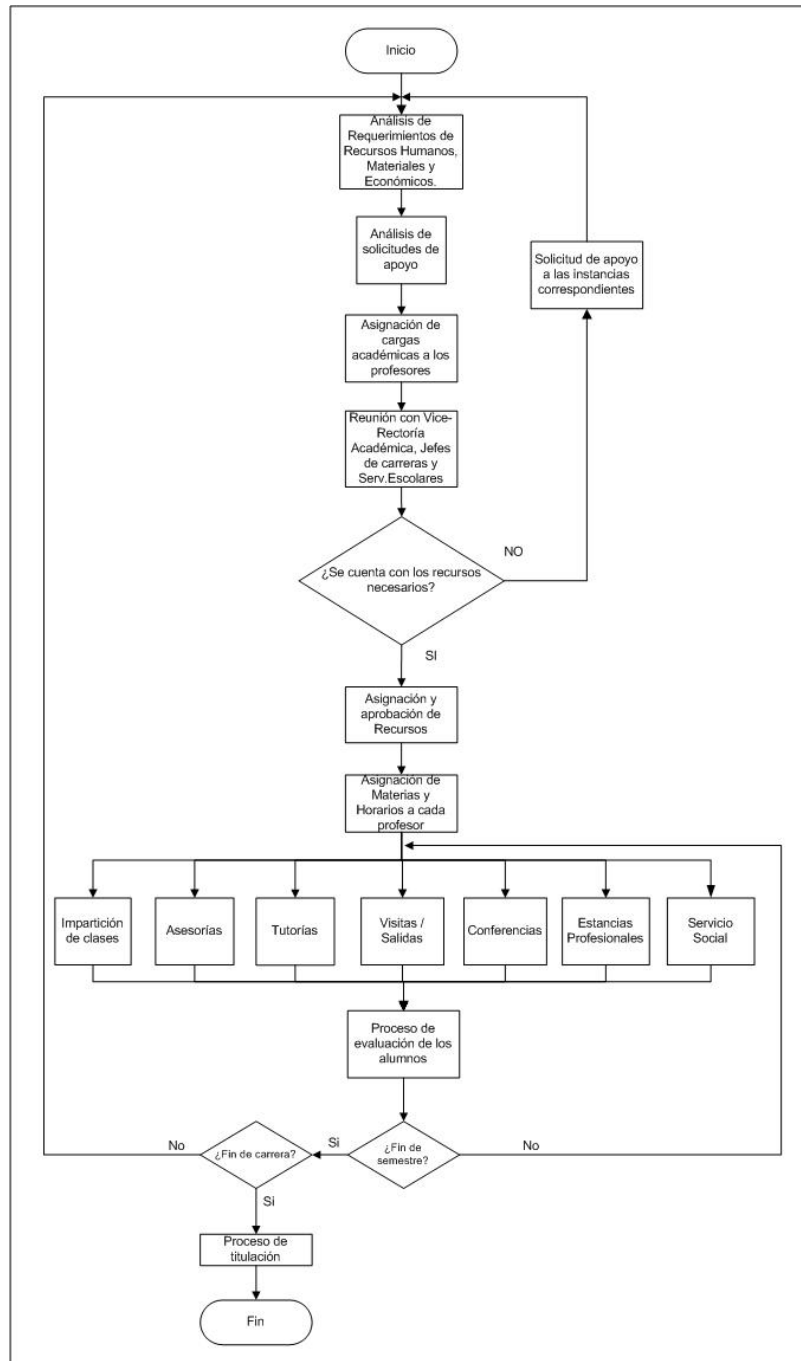 Inicio
Análisis de
Requerimientos de
Recursos Humanos,
Materiales y
Económicos.
Análisis de
solicitudes de
apoyo
Solicitud de apoyo
a las instancias
correspondientes
Asignación de
cargas
académicas a los
profesores
Reunión con Vice-
Rectoría
Académica, Jefes
de carreras y
Serv.Escolares
¿Se cuenta con los recursos
necesarios?
NO
SI
Asignación y
aprobación de
Recursos
Asignación de
Materias y
Horarios a cada
profesor
Impartición
de clases
Asesorías
Tutorías
Visitas /
Salidas
Conferencias
Estancias
Profesionales
Servicio
Social
Proceso de
evaluación de los
alumnos
¿Fin de
semestre?
No
Si
¿Fin de carrera?
No
Si
Proceso de
titulación
Fin